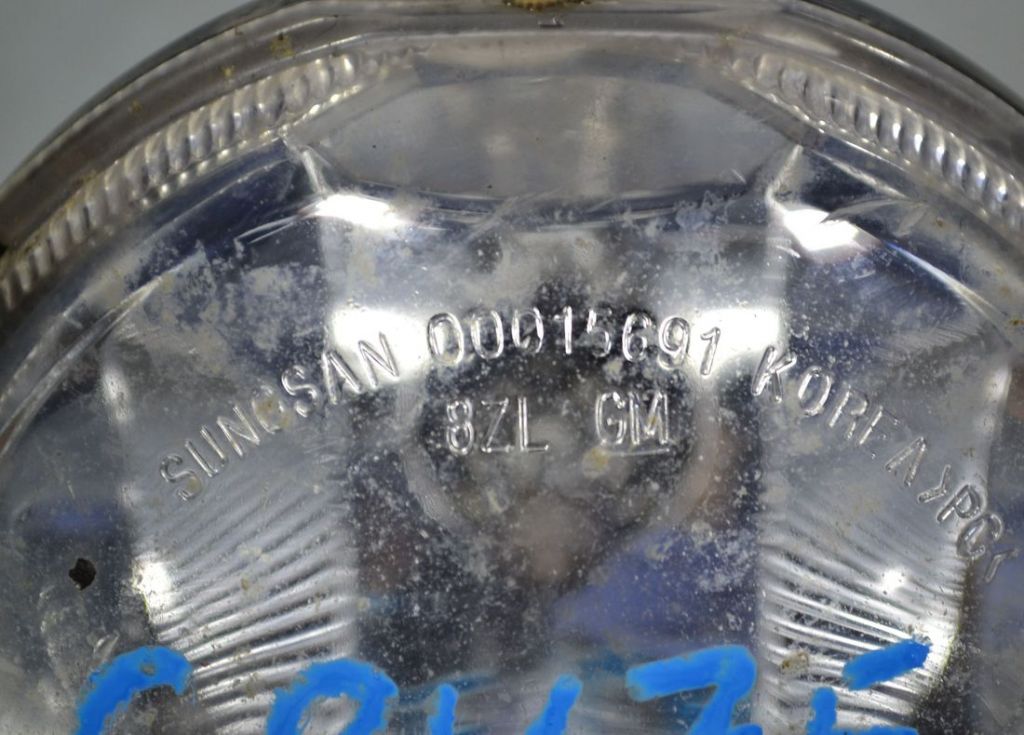 SUNGSAN 00015691 KOREA >PC<
8ZL GM